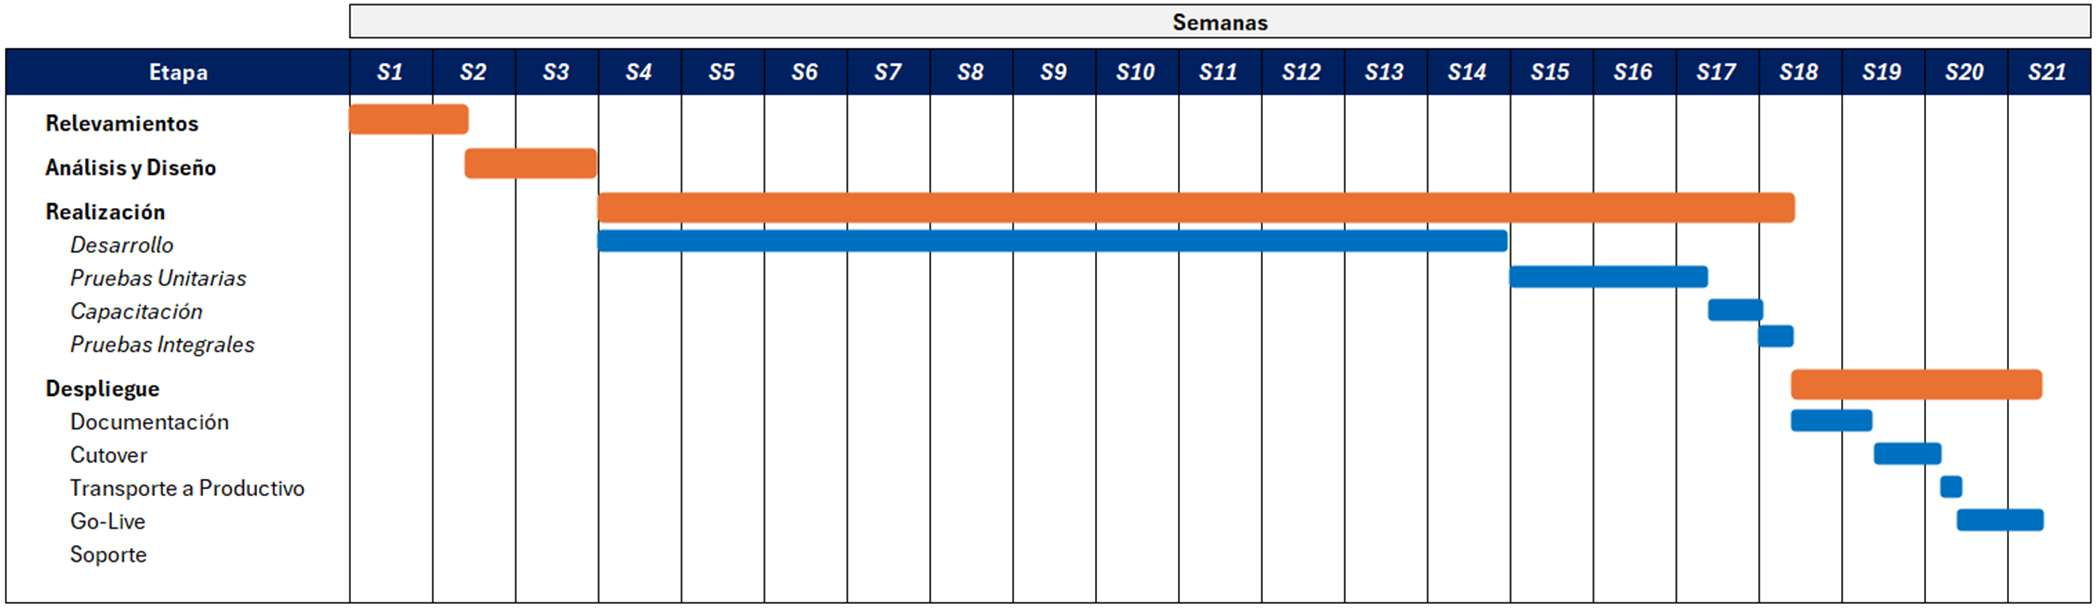 Semanas
Etapa S1 S2 S3 S4 S5 S6 S7 S8 S9 S10 S11 S12 S13 S14 S15 S16 S17 S18 S19 S20 S21
Relevamientos
Análisis y Diseño
Realización
Desarrollo
Pruebas Unitarias
Capacitación
Pruebas Integrales
Despliegue
Documentación
Cutover
Transporte a Productivo
Go-Live
Soporte